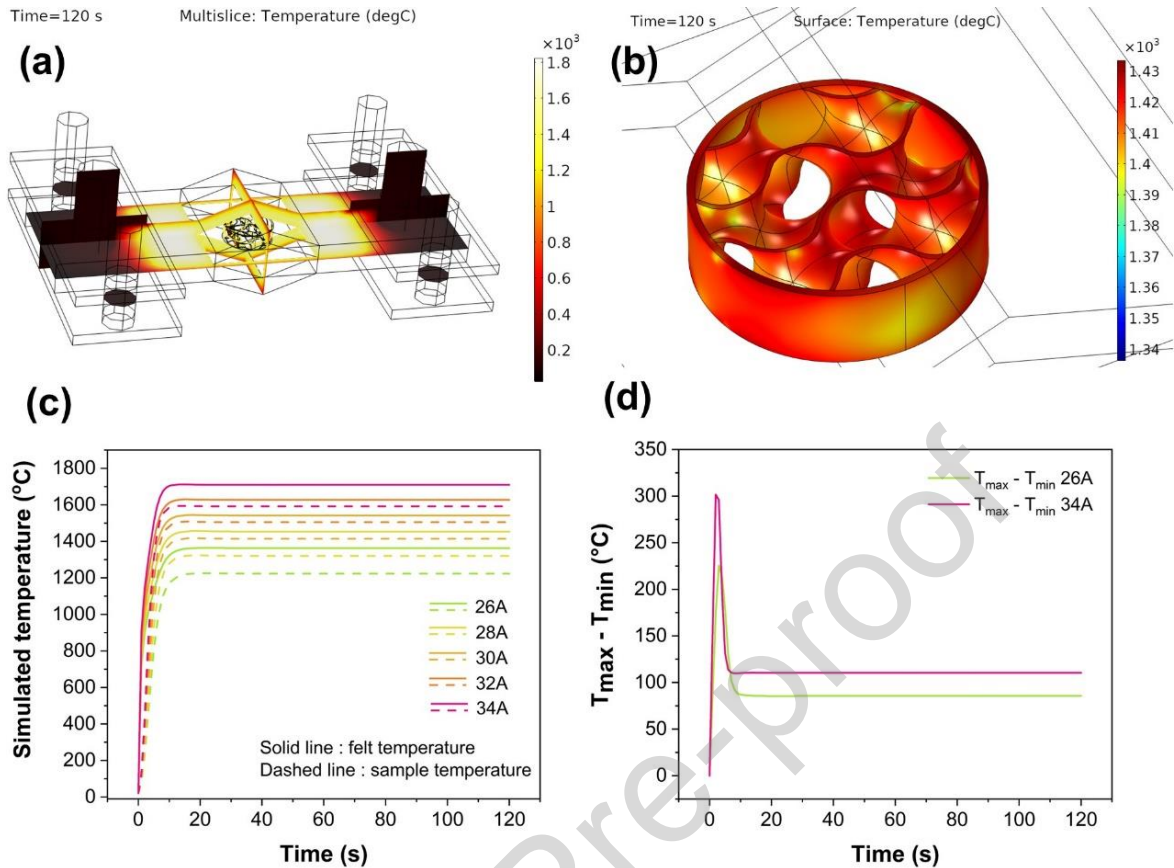 Time=120 s Multislice: Temperature (degC)
(a)
×10³
1.8
1.6
1.4
1.2
1
0.8
0.6
0.4
0.2
Time=120 s Surface: Temperature (degC)
(b)
×10³
1.43
1.42
1.41
1.4
1.39
1.38
1.37
1.36
1.35
1.34
(c)
Simulated temperature (°C)
1800
1600
1400
1200
1000
800
600
400
200
0
26A
28A
30A
32A
34A
Solid line : felt temperature
Dashed line : sample temperature
0 20 40 60 80 100 120
Time (s)
(d)
Tmax - Tmin (°C)
350
300
250
200
150
100
50
0
Tmax - Tmin 26A
Tmax - Tmin 34A
0 20 40 60 80 100 120
Time (s)
Pre-proof